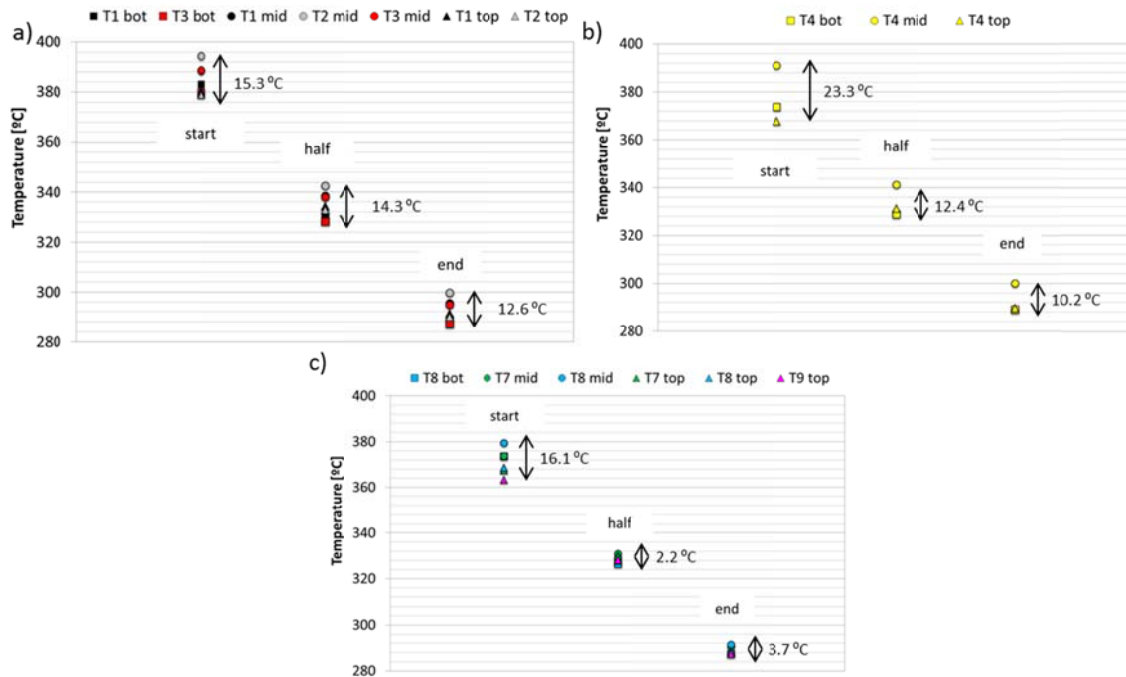 T1 bot T3 bot T1 mid T2 mid T3 mid T1 top T2 top
a)
Temperature [ºC]
400
380
360
340
320
300
280
15.3 ºC
start
half
14.3 ºC
end
12.6 ºC
T4 bot T4 mid T4 top
b)
Temperature [ºC]
400
380
360
340
320
300
280
23.3 ºC
start
half
12.4 ºC
end
10.2 ºC
c)
T8 bot T7 mid T8 mid T7 top T8 top T9 top
Temperature [ºC]
400
380
360
340
320
300
280
start
16.1 ºC
half
2.2 ºC
end
3.7 ºC